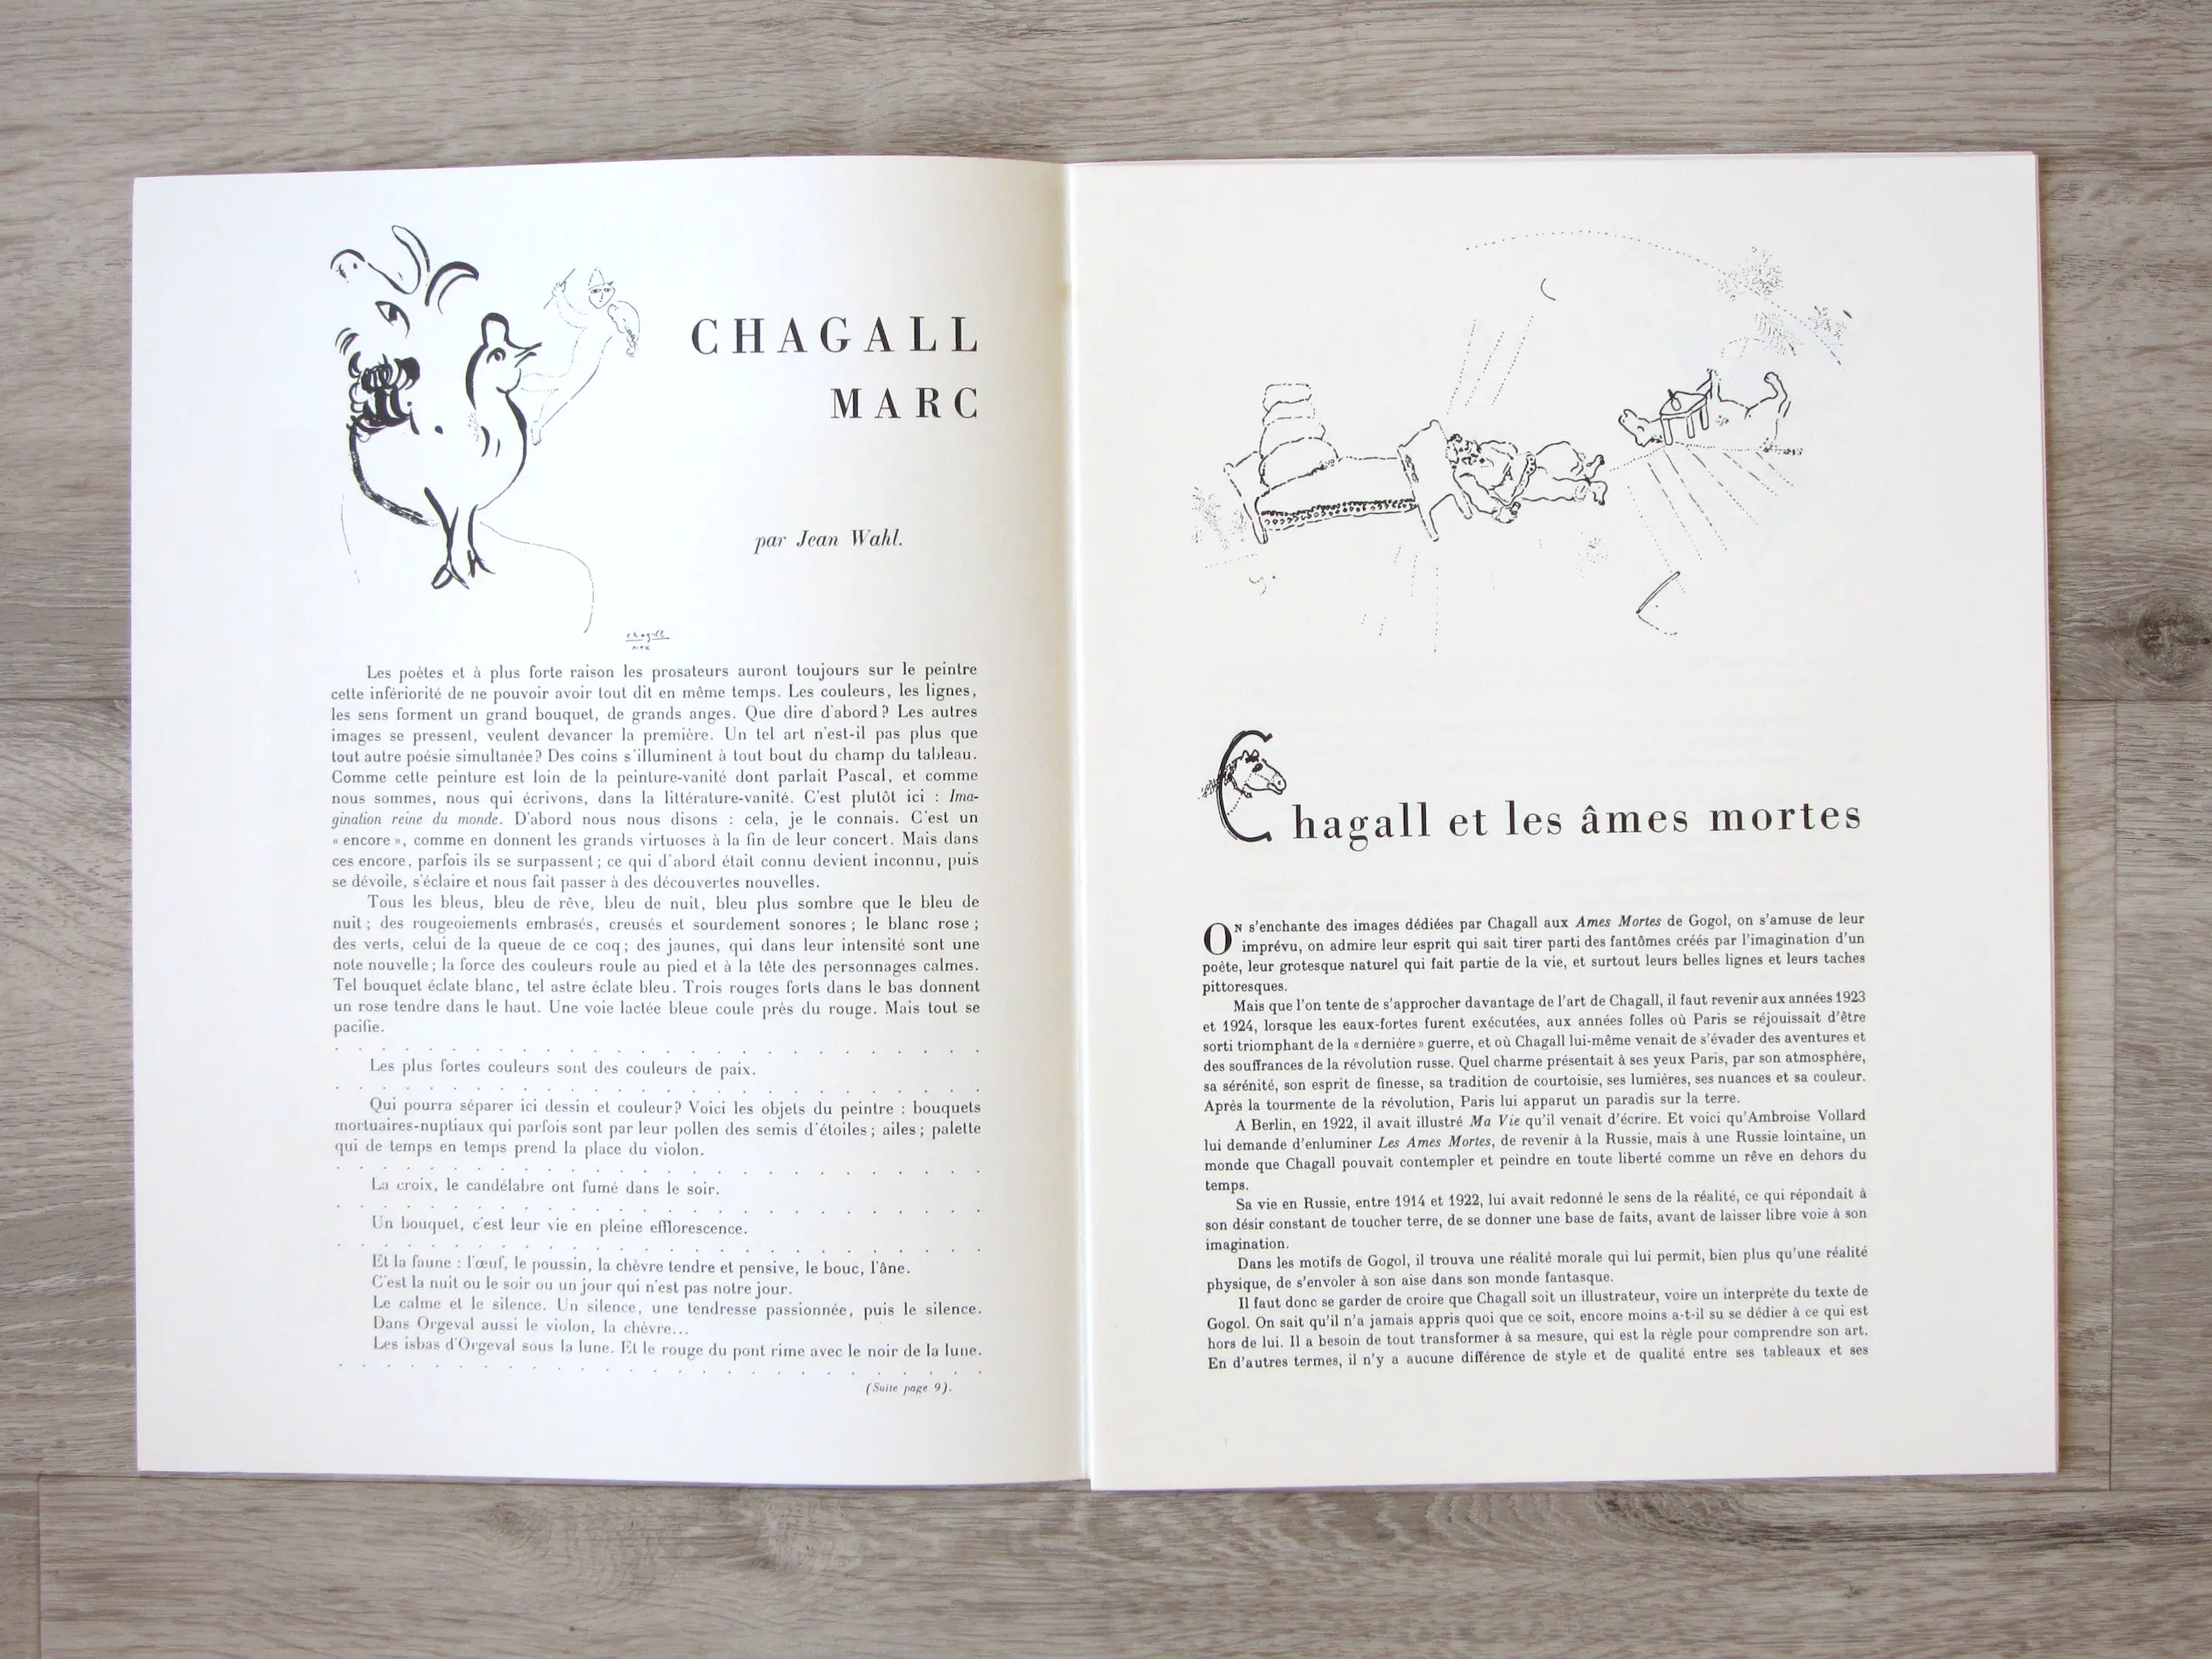 CHAGALL
MARC
par Jean Wahl.
chagall
Les poètes et à plus forte raison les prosateurs auront toujours sur le peintre
cette infériorité de ne pouvoir avoir tout dit en même temps. Les couleurs, les lignes,
les sens forment un grand bouquet, de grands anges. Que dire d'abord? Les autres
images se pressent, veulent devancer la première. Un tel art n'est-il pas plus que
tout autre poésie simultanée? Des coins s'illuminent à tout bout du champ du tableau.
Comme cette peinture est loin de la peinture-vanité dont parlait Pascal, et comme
nous sommes, nous qui écrivons, dans la littérature-vanité. C'est plutôt ici : Ima-
gination reine du monde. D'abord nous nous disons : cela, je le connais. C'est un
« encore », comme en donnent les grands virtuoses à la fin de leur concert. Mais dans
ces encore, parfois ils se surpassent; ce qui d'abord était connu devient inconnu, puis
se dévoile, s'éclaire et nous fait passer à des découvertes nouvelles.
Tous les bleus, bleu de rêve, bleu de nuit, bleu plus sombre que le bleu de
nuit; des rougeoiements embrasés, creusés et sourdement sonores; le blanc rose;
des verts, celui de la queue de ce coq; des jaunes, qui dans leur intensité sont une
note nouvelle; la force des couleurs roule au pied et à la tête des personnages calmes.
Tel bouquet éclate blanc, tel astre éclate bleu. Trois rouges forts dans le bas donnent
un rose tendre dans le haut. Une voie lactée bleue coule près du rouge. Mais tout se
pacifie.
Les plus fortes couleurs sont des couleurs de paix.
Qui pourra séparer ici dessin et couleur? Voici les objets du peintre : bouquets
mortuaires-nuptiaux qui parfois sont par leur pollen des semis d'étoiles; ailes; palette
qui de temps en temps prend la place du violon.
La croix, le candélabre ont fumé dans le soir.
Un bouquet, c'est leur vie en pleine efflorescence.
Et la faune : l'œuf, le poussin, la chèvre tendre et pensive, le bouc, l'âne.
C'est la nuit ou le soir ou un jour qui n'est pas notre jour.
Le calme et le silence. Un silence, une tendresse passionnée, puis le silence.
Dans Orgeval aussi le violon, la chèvre...
Les isbas d'Orgeval sous la lune. Et le rouge du pont rime avec le noir de la lune.
(Suite page 9).
Chagall et les âmes mortes
ON s'enchante des images dédiées par Chagall aux Ames Mortes de Gogol, on s'amuse de leur
imprévu, on admire leur esprit qui sait tirer parti des fantômes créés par l'imagination d'un
poète, leur grotesque naturel qui fait partie de la vie, et surtout leurs belles lignes et leurs taches
pittoresques.
Mais que l'on tente de s'approcher davantage de l'art de Chagall, il faut revenir aux années 1923
et 1924, lorsque les eaux-fortes furent exécutées, aux années folles où Paris se réjouissait d'être
sorti triomphant de la « dernière » guerre, et où Chagall lui-même venait de s'évader des aventures et
des souffrances de la révolution russe. Quel charme présentait à ses yeux Paris, par son atmosphère,
sa sérénité, son esprit de finesse, sa tradition de courtoisie, ses lumières, ses nuances et sa couleur.
Après la tourmente de la révolution, Paris lui apparut un paradis sur la terre.
A Berlin, en 1922, il avait illustré Ma Vie qu'il venait d'écrire. Et voici qu'Ambroise Vollard
lui demande d'enluminer Les Ames Mortes, de revenir à la Russie, mais à une Russie lointaine, un
monde que Chagall pouvait contempler et peindre en toute liberté comme un rêve en dehors du
temps.
Sa vie en Russie, entre 1914 et 1922, lui avait redonné le sens de la réalité, ce qui répondait à
son désir constant de toucher terre, de se donner une base de faits, avant de laisser libre voie à son
imagination.
Dans les motifs de Gogol, il trouva une réalité morale qui lui permit, bien plus qu'une réalité
physique, de s'envoler à son aise dans son monde fantasque.
Il faut donc se garder de croire que Chagall soit un illustrateur, voire un interprète du texte de
Gogol. On sait qu'il n'a jamais appris quoi que ce soit, encore moins a-t-il su se dédier à ce qui est
hors de lui. Il a besoin de tout transformer à sa mesure, qui est la règle pour comprendre son art.
En d'autres termes, il n'y a aucune différence de style et de qualité entre ses tableaux et ses